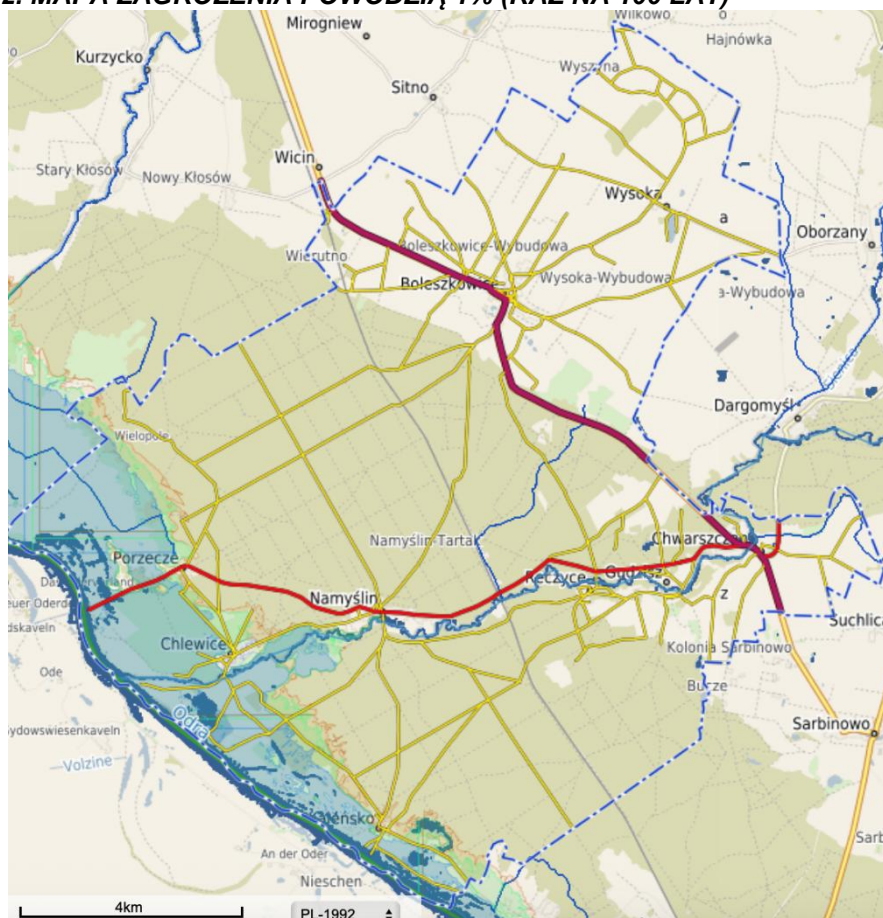 2. MAPA ZAGROŻENIA POWODZIĄ 1% (RAZ NA 100 LAT)
Mirogniew
Wilkowo
Hajnówka
Kurzycko
Wyszyna
Sitno
Wicin
Stary Kłosów
Nowy Kłosów
Wysoka
a
Oborzany
Boleszkowice-Wybudowa
Wierutno
Wysoka-Wybudowa
Boleszkowice
a-Wybudowa
Dargomyśl
Wielopole
Namyślin-Tartak
Chwarszczany
Porzecze
Reczyce
Namyślin
z
Suchlica
Chlewice
Kolonia Sarbinowo
Ode
Burze
Odra
Sarbinowo
ydowswiesenkaveln
Volzine
Sarb
An der Oder
Nieschen
4km
PL-1992